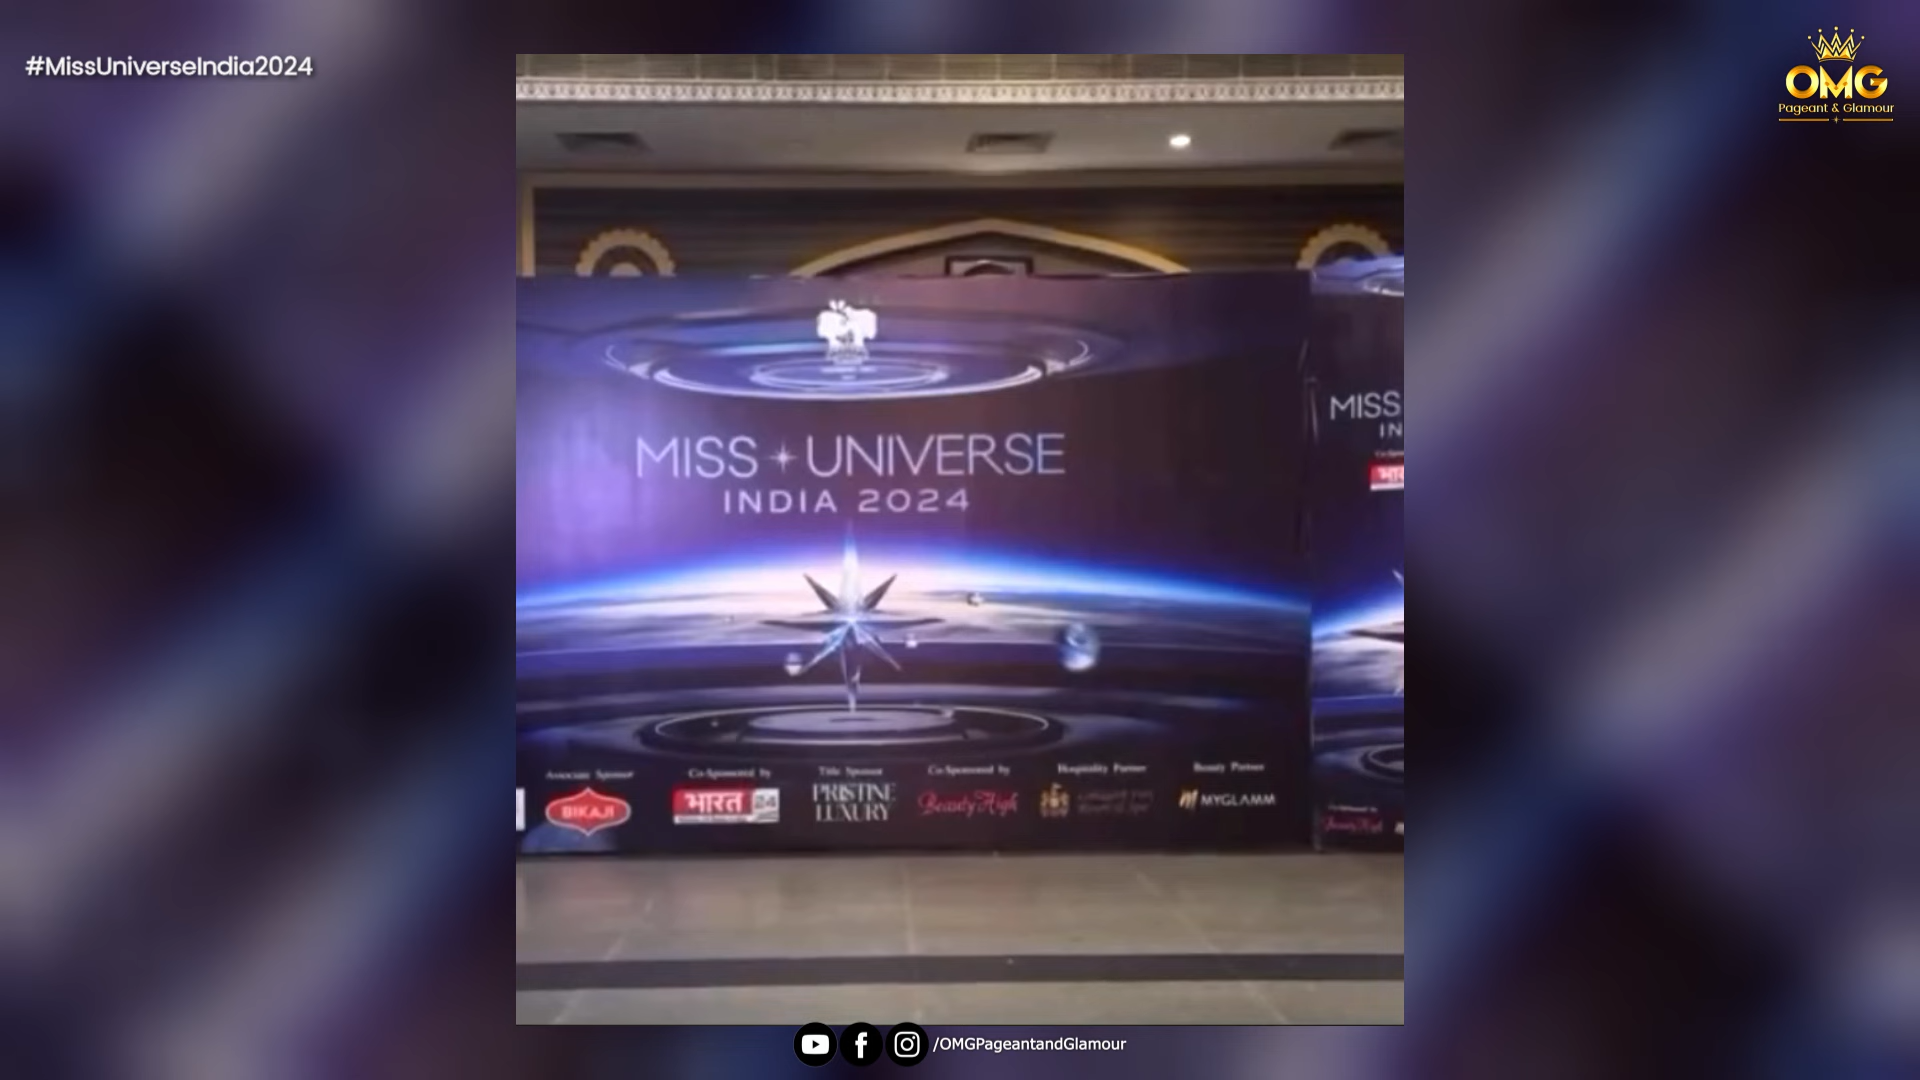 #MissUniverseIndia2024
OMG
Pageant & Glamour
MISS UNIVERSE
INDIA 2024
MISS
IN
Associate Sponsor
BIKAJI
Co-Sponsored by
भारत 24
Title Sponsor
PRISTINE
LUXURY
Co-Sponsored by
Beauty High
Hospitality Partner
Beauty Partner
MYGLAMM
/OMGPageantandGlamour